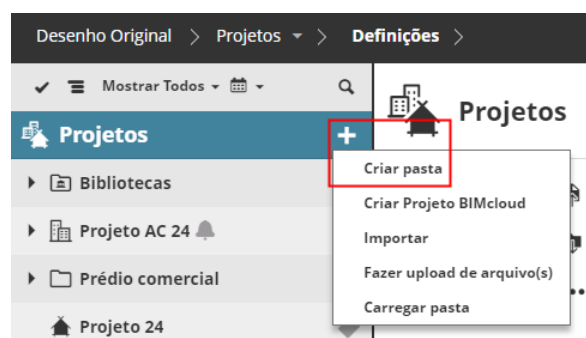 Desenho Original > Projetos > Definições >
Mostrar Todos
Projetos
Projetos
Criar pasta
Bibliotecas
Criar Projeto BIMcloud
Projeto AC 24
Importar
Prédio comercial
Fazer upload de arquivo(s)
Carregar pasta
Projeto 24